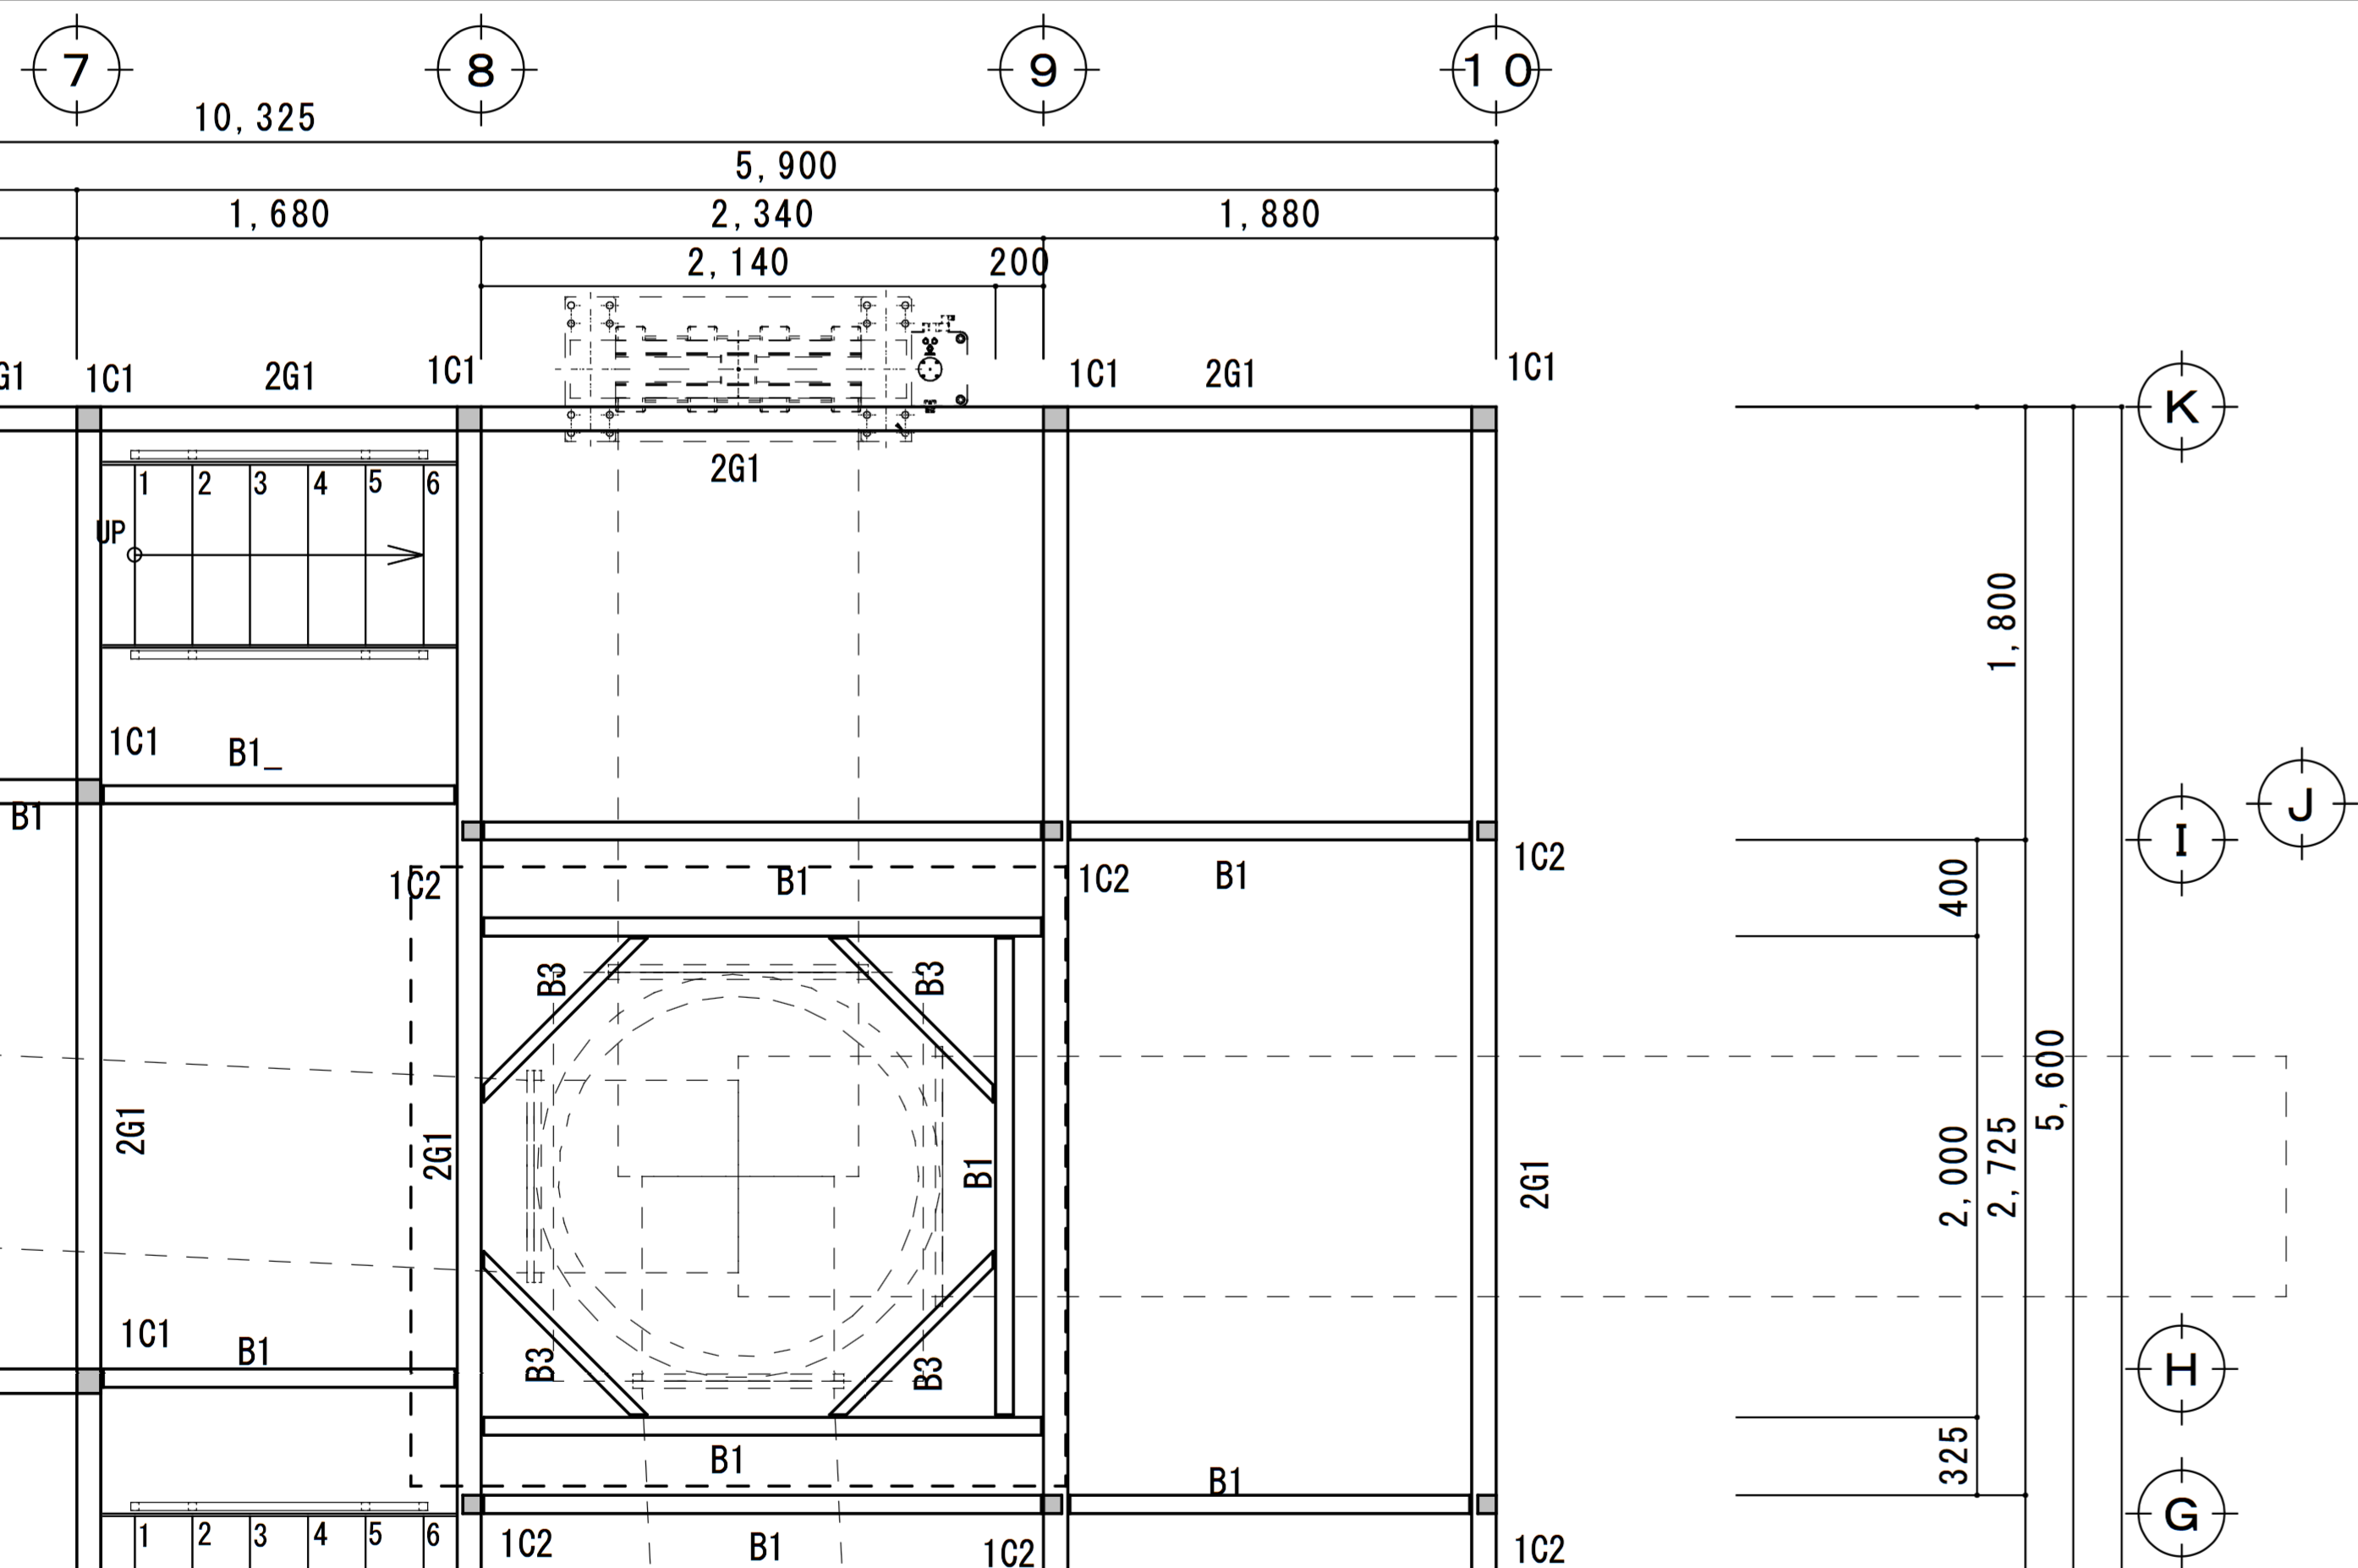 7 8 9 10
10,325
5,900
1,680 2,340 1,880
2,140 200
G1 1C1 2G1 1C1 1C1 2G1 1C1
K
2G1
1 2 3 4 5 6
UP
1,800
1C1 B1_
J
B1
I
1C2 B1 1C2 B1 1C2
400
B3 B3
5,600
2G1 2G1 B1 2G1 2,000 2,725
1C1 B1
B3 B3
H
B1 B1 325
G
1 2 3 4 5 6
1C2 B1 1C2 1C2